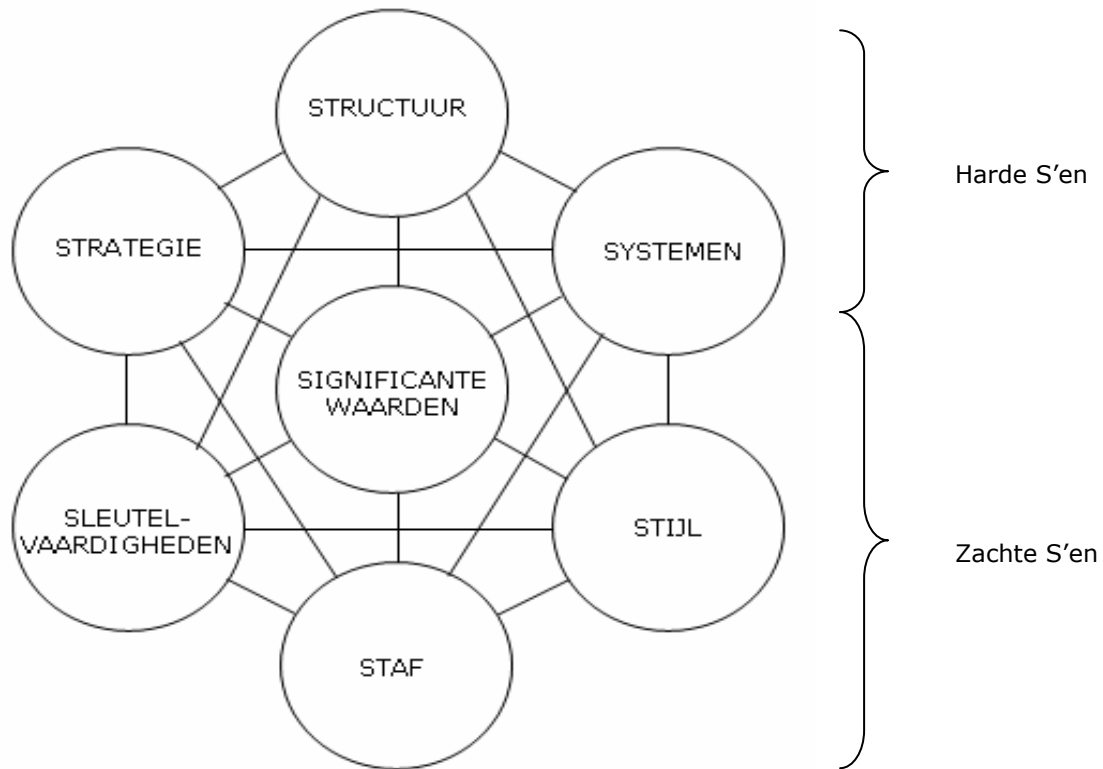 STRUCTUUR
Harde S’en
STRATEGIE
SYSTEMEN
SIGNIFICANTE
WAARDEN
SLEUTEL-
VAARDIGHEDEN
STIJL
Zachte S’en
STAF